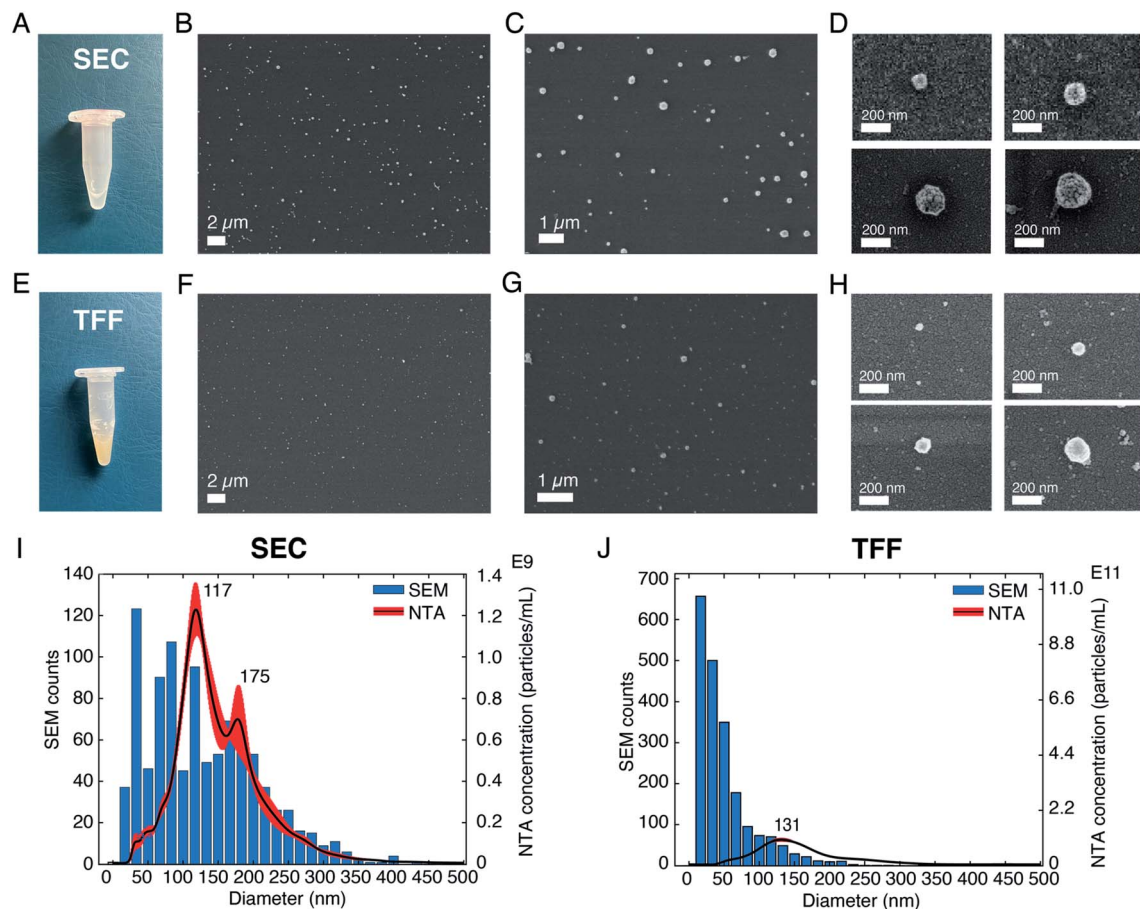 A
SEC
B
2 μm
C
1 μm
D
200 nm
200 nm
200 nm
200 nm
E
TFF
F
2 μm
G
1 μm
H
200 nm
200 nm
200 nm
200 nm
I
SEC
E9
SEM
NTA
117
175
140
120
100
80
60
40
20
0
SEM counts
1.4
1.2
1.0
0.8
0.6
0.4
0.2
0
NTA concentration (particles/mL)
0 50 100 150 200 250 300 350 400 450 500
Diameter (nm)
J
TFF
E11
SEM
NTA
131
700
600
500
400
300
200
100
0
SEM counts
11.0
8.8
6.6
4.4
2.2
0
NTA concentration (particles/mL)
0 50 100 150 200 250 300 350 400 450 500
Diameter (nm)